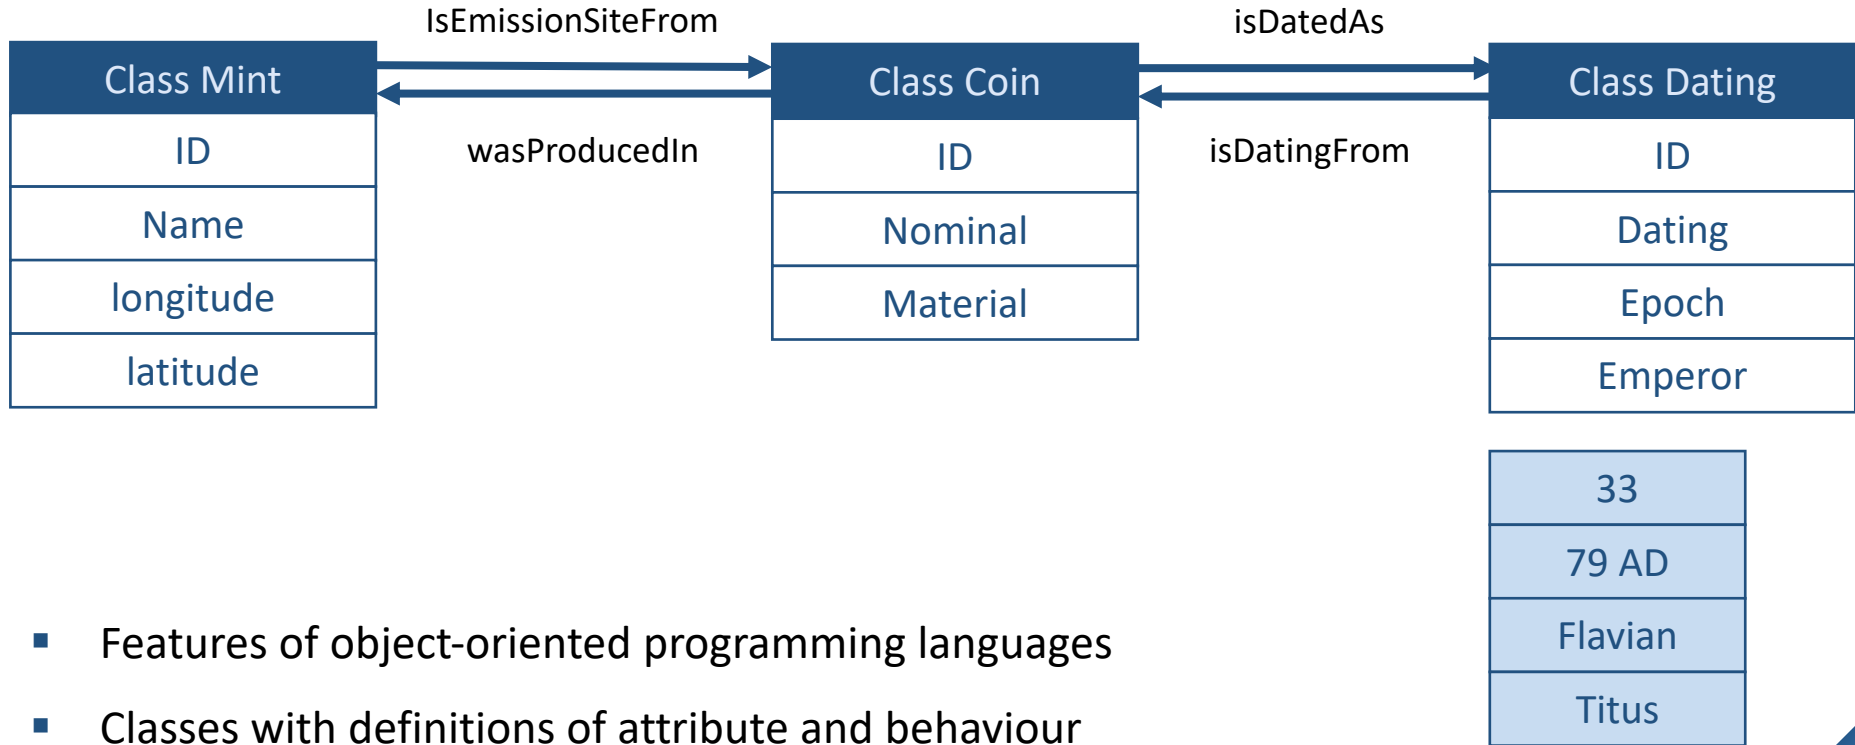 IsEmissionSiteFrom
isDatedAs
Class Mint
ID
Name
longitude
latitude
wasProducedIn
Class Coin
ID
Nominal
Material
isDatingFrom
Class Dating
ID
Dating
Epoch
Emperor
33
79 AD
Flavian
Titus
▪ Features of object-oriented programming languages
▪ Classes with definitions of attribute and behaviour